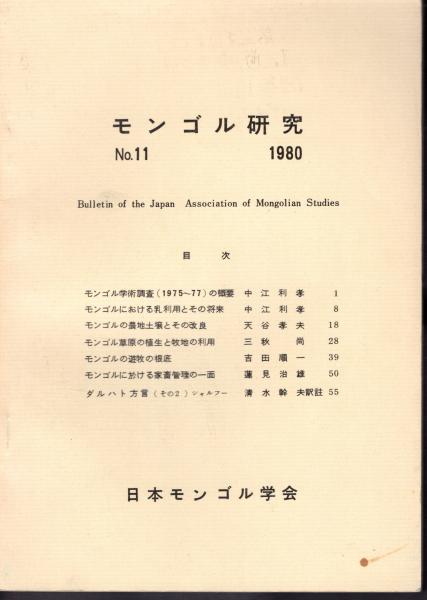 モンゴル研究
No.11 1980
Bulletin of the Japan Association of Mongolian Studies
目次
モンゴル学術調査(1975~77)の概要 中江利孝 1
モンゴルにおける乳利用とその将来 中江利孝 8
モンゴルの農地土壌とその改良 天谷孝夫 18
モンゴル草原の植生と牧地の利用 三秋尚 28
モンゴルの遊牧の根底 吉田順一 39
モンゴルに於ける家畜管理の一面 蓮見治雄 50
ダルハト方言(その2)シャルフー 清水幹夫訳註 55
日本モンゴル学会